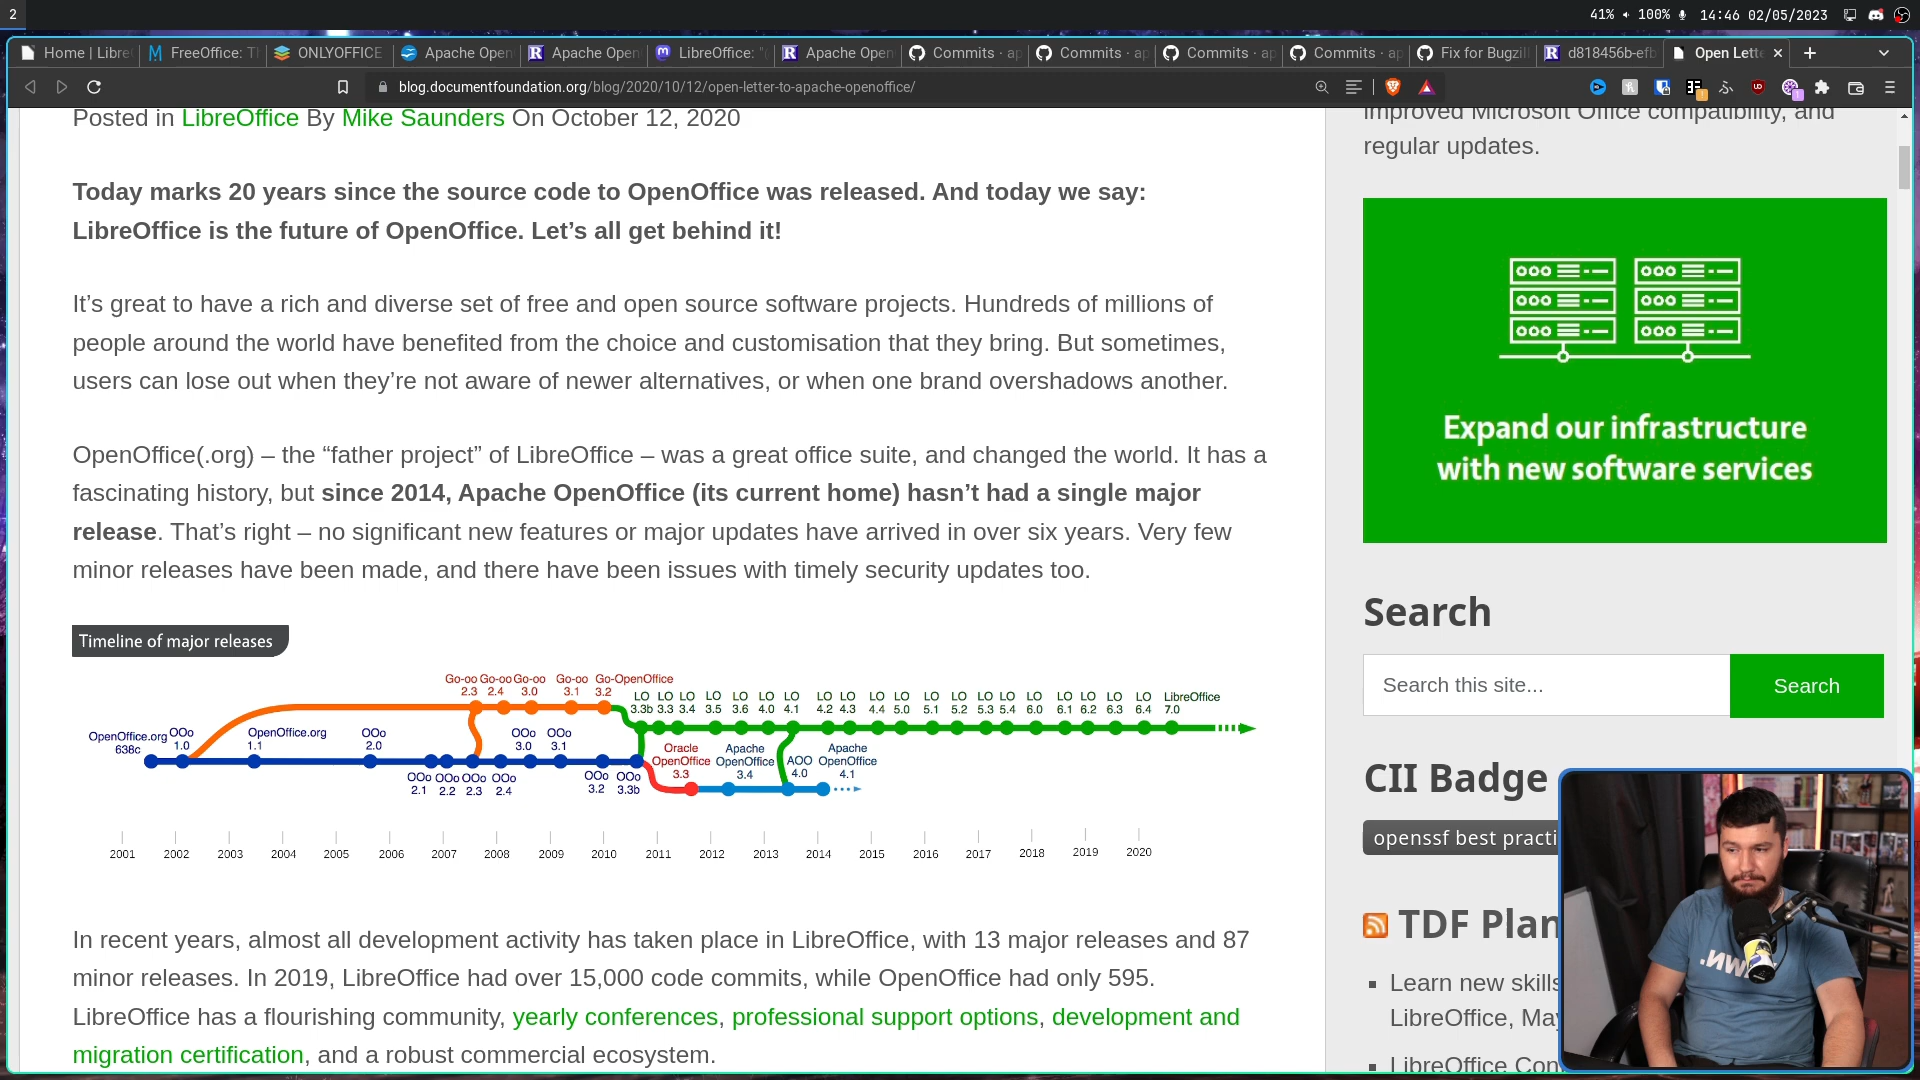 2
41% 100% 14:46 02/05/2023
Home | Libre
FreeOffice: T
ONLYOFFICE
Apache Open
Apache Open
LibreOffice: "
Apache Open
Commits · ap
Commits · ap
Commits · ap
Commits · ap
Fix for Bugzil
d818456b-efb
Open Lett
blog.documentfoundation.org/blog/2020/10/12/open-letter-to-apache-openoffice/
Posted in LibreOffice By Mike Saunders On October 12, 2020
Today marks 20 years since the source code to OpenOffice was released. And today we say:
LibreOffice is the future of OpenOffice. Let’s all get behind it!
It’s great to have a rich and diverse set of free and open source software projects. Hundreds of millions of
people around the world have benefited from the choice and customisation that they bring. But sometimes,
users can lose out when they’re not aware of newer alternatives, or when one brand overshadows another.
OpenOffice(.org) – the “father project” of LibreOffice – was a great office suite, and changed the world. It has a
fascinating history, but since 2014, Apache OpenOffice (its current home) hasn’t had a single major
release. That’s right – no significant new features or major updates have arrived in over six years. Very few
minor releases have been made, and there have been issues with timely security updates too.
Timeline of major releases
Go-oo 2.3
Go-oo 2.4
Go-oo 3.0
Go-oo 3.1
Go-OpenOffice 3.2
LO 3.3b
LO 3.3
LO 3.4
LO 3.5
LO 3.6
LO 4.0
LO 4.1
LO 4.2
LO 4.3
LO 4.4
LO 5.0
LO 5.1
LO 5.2
LO 5.3
LO 5.4
LO 6.0
LO 6.1
LO 6.2
LO 6.3
LO 6.4
LibreOffice 7.0
OpenOffice.org 638c
OOo 1.0
OpenOffice.org 1.1
OOo 2.0
OOo 3.0
OOo 3.1
Oracle OpenOffice 3.3
Apache OpenOffice 3.4
AOO 4.0
Apache OpenOffice 4.1
OOo 2.1
OOo 2.2
OOo 2.3
OOo 2.4
OOo 3.2
OOo 3.3b
2001 2002 2003 2004 2005 2006 2007 2008 2009 2010 2011 2012 2013 2014 2015 2016 2017 2018 2019 2020
In recent years, almost all development activity has taken place in LibreOffice, with 13 major releases and 87
minor releases. In 2019, LibreOffice had over 15,000 code commits, while OpenOffice had only 595.
LibreOffice has a flourishing community, yearly conferences, professional support options, development and
migration certification, and a robust commercial ecosystem.
improved Microsoft Office compatibility, and
regular updates.
Expand our infrastructure
with new software services
Search
Search this site...
Search
CII Badge
openssf best practi
TDF Plan
Learn new skills
LibreOffice, May
LibreOffice Con